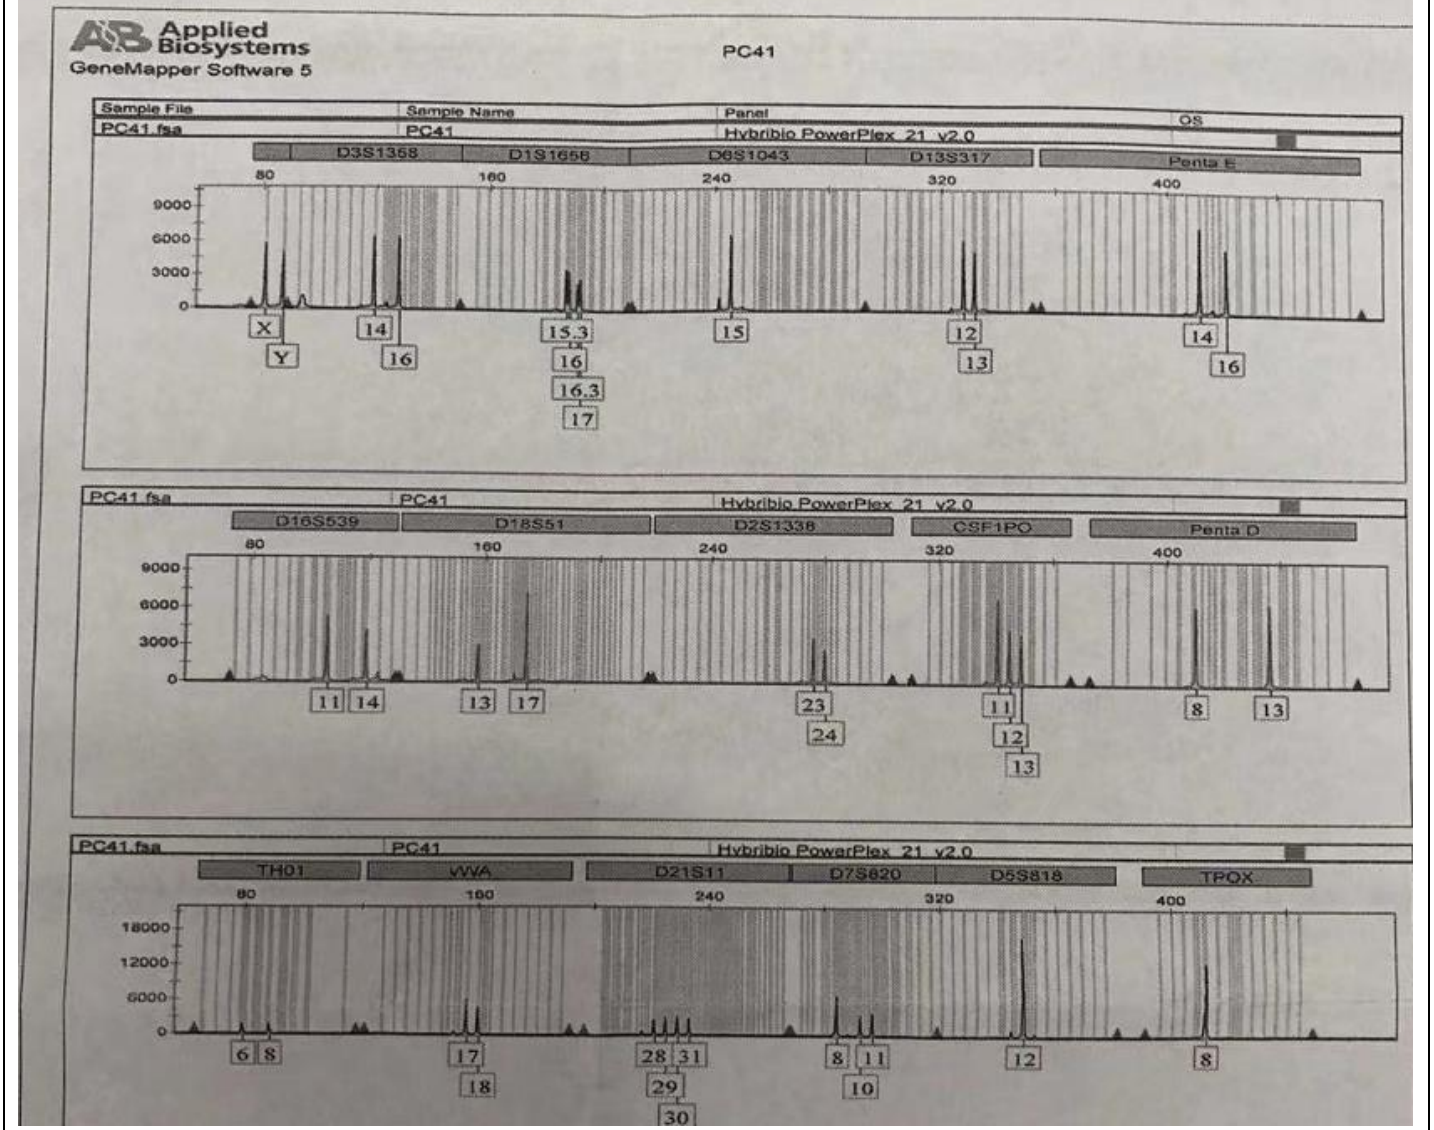 AB Applied
Biosystems
GeneMapper Software 5
PC41
Sample File Sample Name Panel OS
PC41.fsa PC41 Hybribio PowerPlex 21 v2.0
D3S1358 D1S1656 D6S1043 D13S317 Penta E
80 160 240 320 400
9000
6000
3000
0
X 14 15.3 15 12 14
Y 16 16 13 16
16.3
17
PC41.fsa PC41 Hybribio PowerPlex 21 v2.0
D16S539 D18S51 D2S1338 CSF1PO Penta D
80 160 240 320 400
9000
6000
3000
0
11 14 13 17 23 11 8 13
24 12
13
PC41.fsa PC41 Hybribio PowerPlex 21 v2.0
TH01 vWA D21S11 D7S820 D5S818 TPOX
80 160 240 320 400
18000
12000
6000
0
6 8 17 28 31 8 11 12 8
18 29 10
30